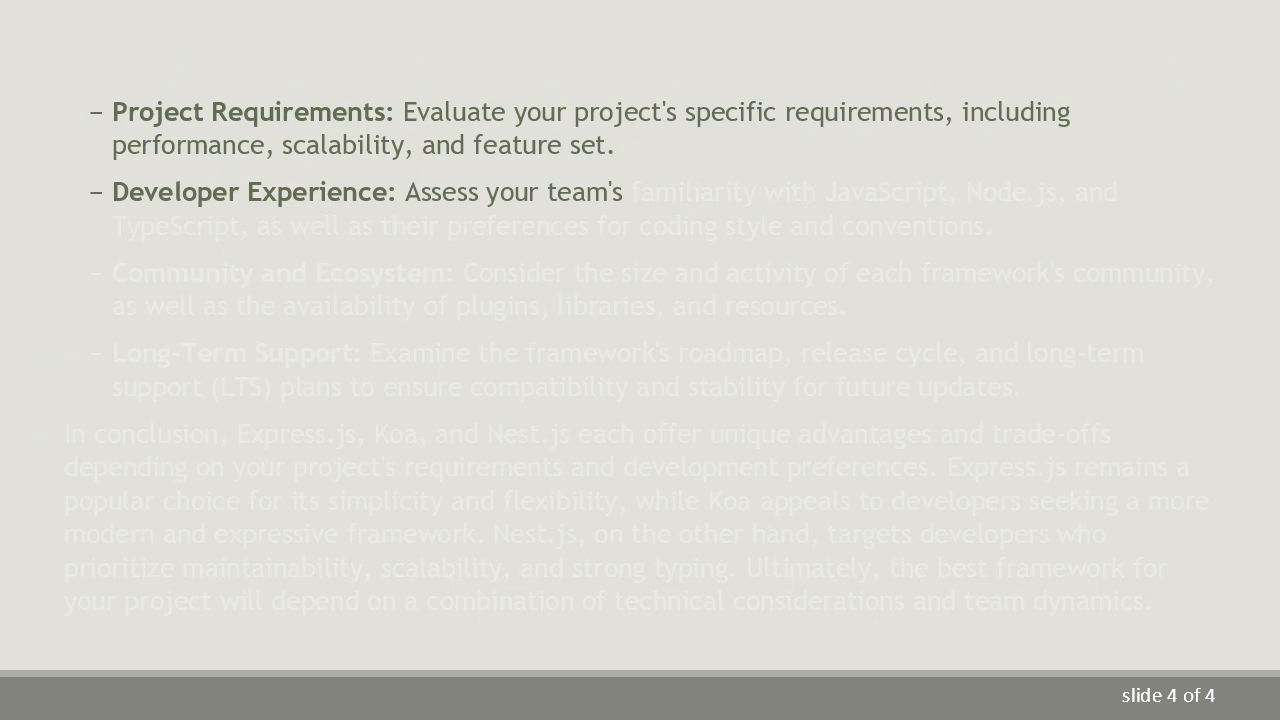 – Project Requirements: Evaluate your project's specific requirements, including
performance, scalability, and feature set.
– Developer Experience: Assess your team's familiarity with JavaScript, Node.js, and
TypeScript, as well as their preferences for coding style and conventions.
– Community and Ecosystem: Consider the size and activity of each framework's community,
as well as the availability of plugins, libraries, and resources.
– Long-Term Support: Examine the framework's roadmap, release cycle, and long-term
support (LTS) plans to ensure compatibility and stability for future updates.
In conclusion, Express.js, Koa, and Nest.js each offer unique advantages and trade-offs
depending on your project's requirements and development preferences. Express.js remains a
popular choice for its simplicity and flexibility, while Koa appeals to developers seeking a more
modern and expressive framework. Nest.js, on the other hand, targets developers who
prioritize maintainability, scalability, and strong typing. Ultimately, the best framework for
your project will depend on a combination of technical considerations and team dynamics.
slide 4 of 4